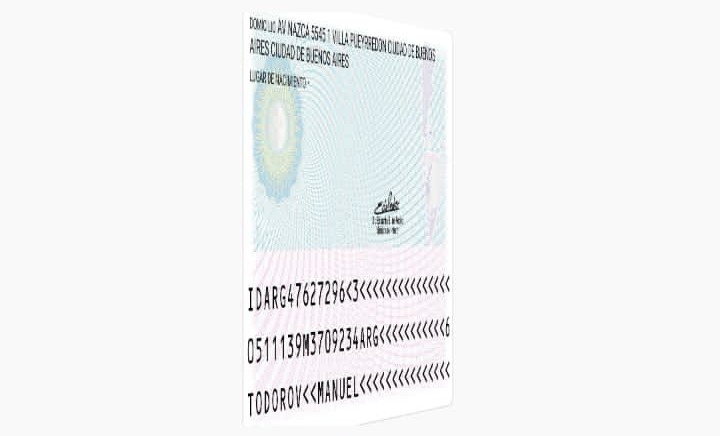 DOMICILIO AV NAZCA 5545 1 VILLA PUEYRREDON CIUDAD DE BUENOS
AIRES CIUDAD DE BUENOS AIRES
LUGAR DE NACIMIENTO -
IDARG47627296<3<<<<<<<<<<<<<<<
0511139M3709234ARG<<<<<<<<<<<6
TODOROV<<MANUEL<<<<<<<<<<<<<<<